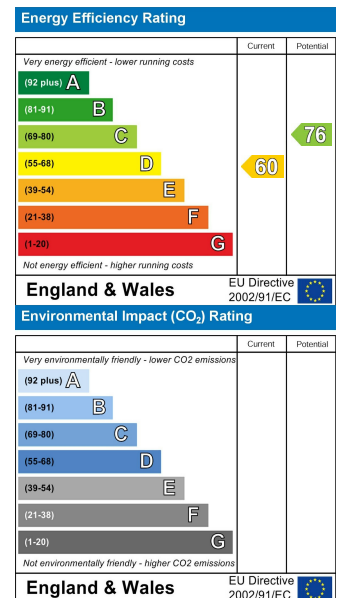 Energy Efficiency Rating
Current Potential
Very energy efficient - lower running costs
(92 plus) A
(81-91) B
(69-80) C 76
(55-68) D 60
(39-54) E
(21-38) F
(1-20) G
Not energy efficient - higher running costs
England & Wales
EU Directive
2002/91/EC
Environmental Impact (CO₂) Rating
Current Potential
Very environmentally friendly - lower CO2 emissions
(92 plus) A
(81-91) B
(69-80) C
(55-68) D
(39-54) E
(21-38) F
(1-20) G
Not environmentally friendly - higher CO2 emissions
England & Wales
EU Directive
2002/91/EC